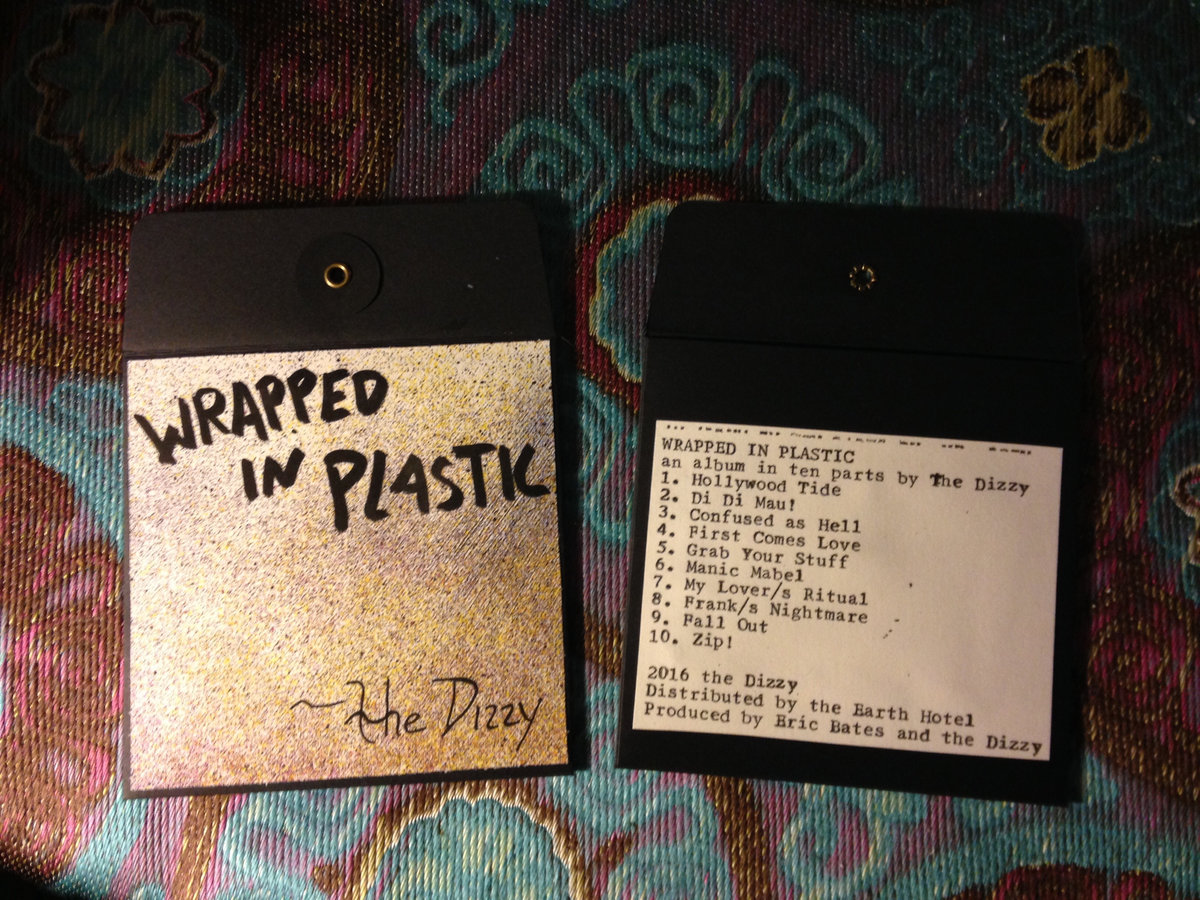 WRAPPED
IN PLASTIC
~the Dizzy
WRAPPED IN PLASTIC
an album in ten parts by The Dizzy
1. Hollywood Tide
2. Di Di Mau!
3. Confused as Hell
4. First Comes Love
5. Grab Your Stuff
6. Manic Mabel
7. My Lover/s Ritual
8. Frank/s Nightmare
9. Fall Out
10. Zip!
2016 the Dizzy
Distributed by the Earth Hotel
Produced by Eric Bates and the Dizzy